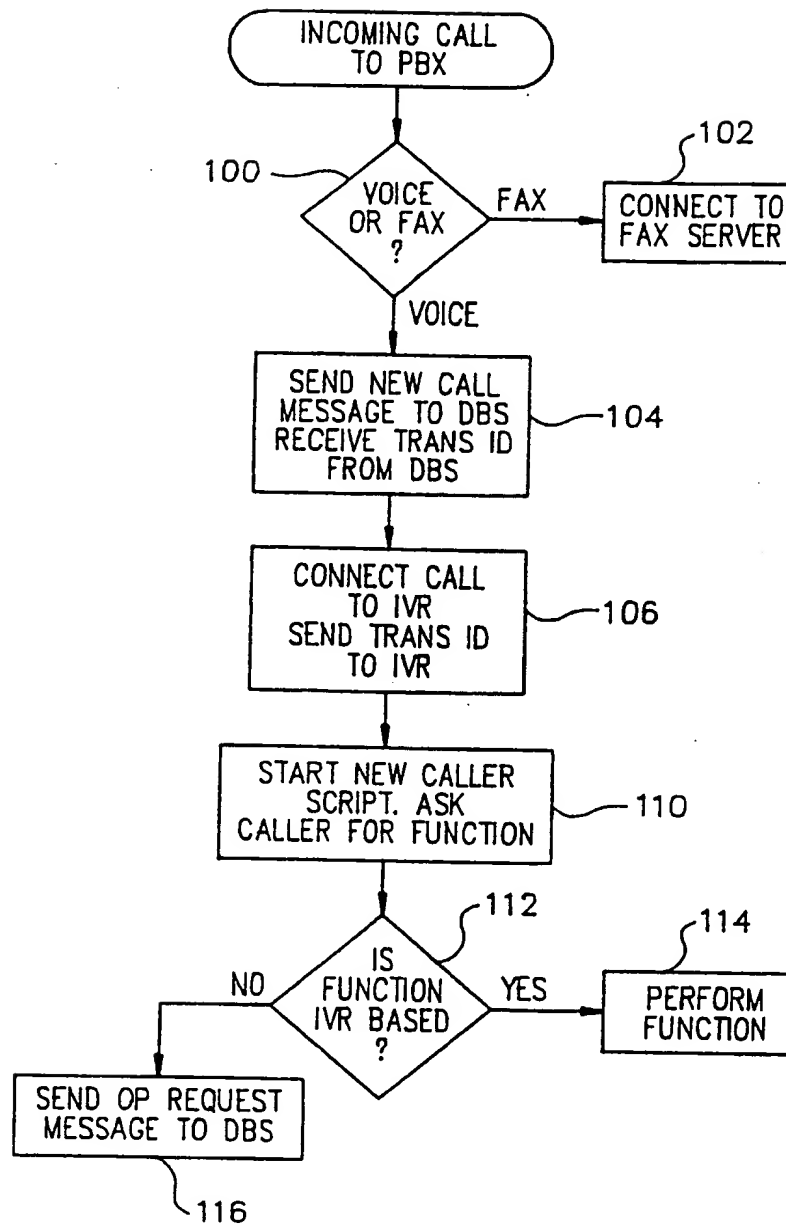 INCOMING CALL
TO PBX
100
VOICE
OR FAX
?
FAX
102
CONNECT TO
FAX SERVER
VOICE
SEND NEW CALL
MESSAGE TO DBS
RECEIVE TRANS ID
FROM DBS
104
CONNECT CALL
TO IVR
SEND TRANS ID
TO IVR
106
START NEW CALLER
SCRIPT. ASK
CALLER FOR FUNCTION
110
112
IS
FUNCTION
IVR BASED
?
NO
YES
114
PERFORM
FUNCTION
SEND OP REQUEST
MESSAGE TO DBS
116